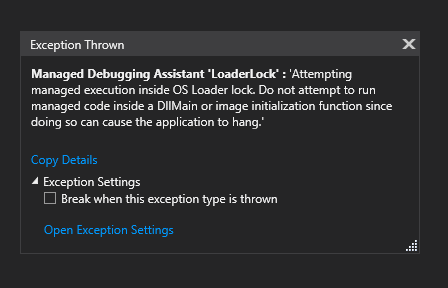 Exception Thrown
Managed Debugging Assistant 'LoaderLock' : 'Attempting
managed execution inside OS Loader lock. Do not attempt to run
managed code inside a DllMain or image initialization function since
doing so can cause the application to hang.'
Copy Details
Exception Settings
Break when this exception type is thrown
Open Exception Settings